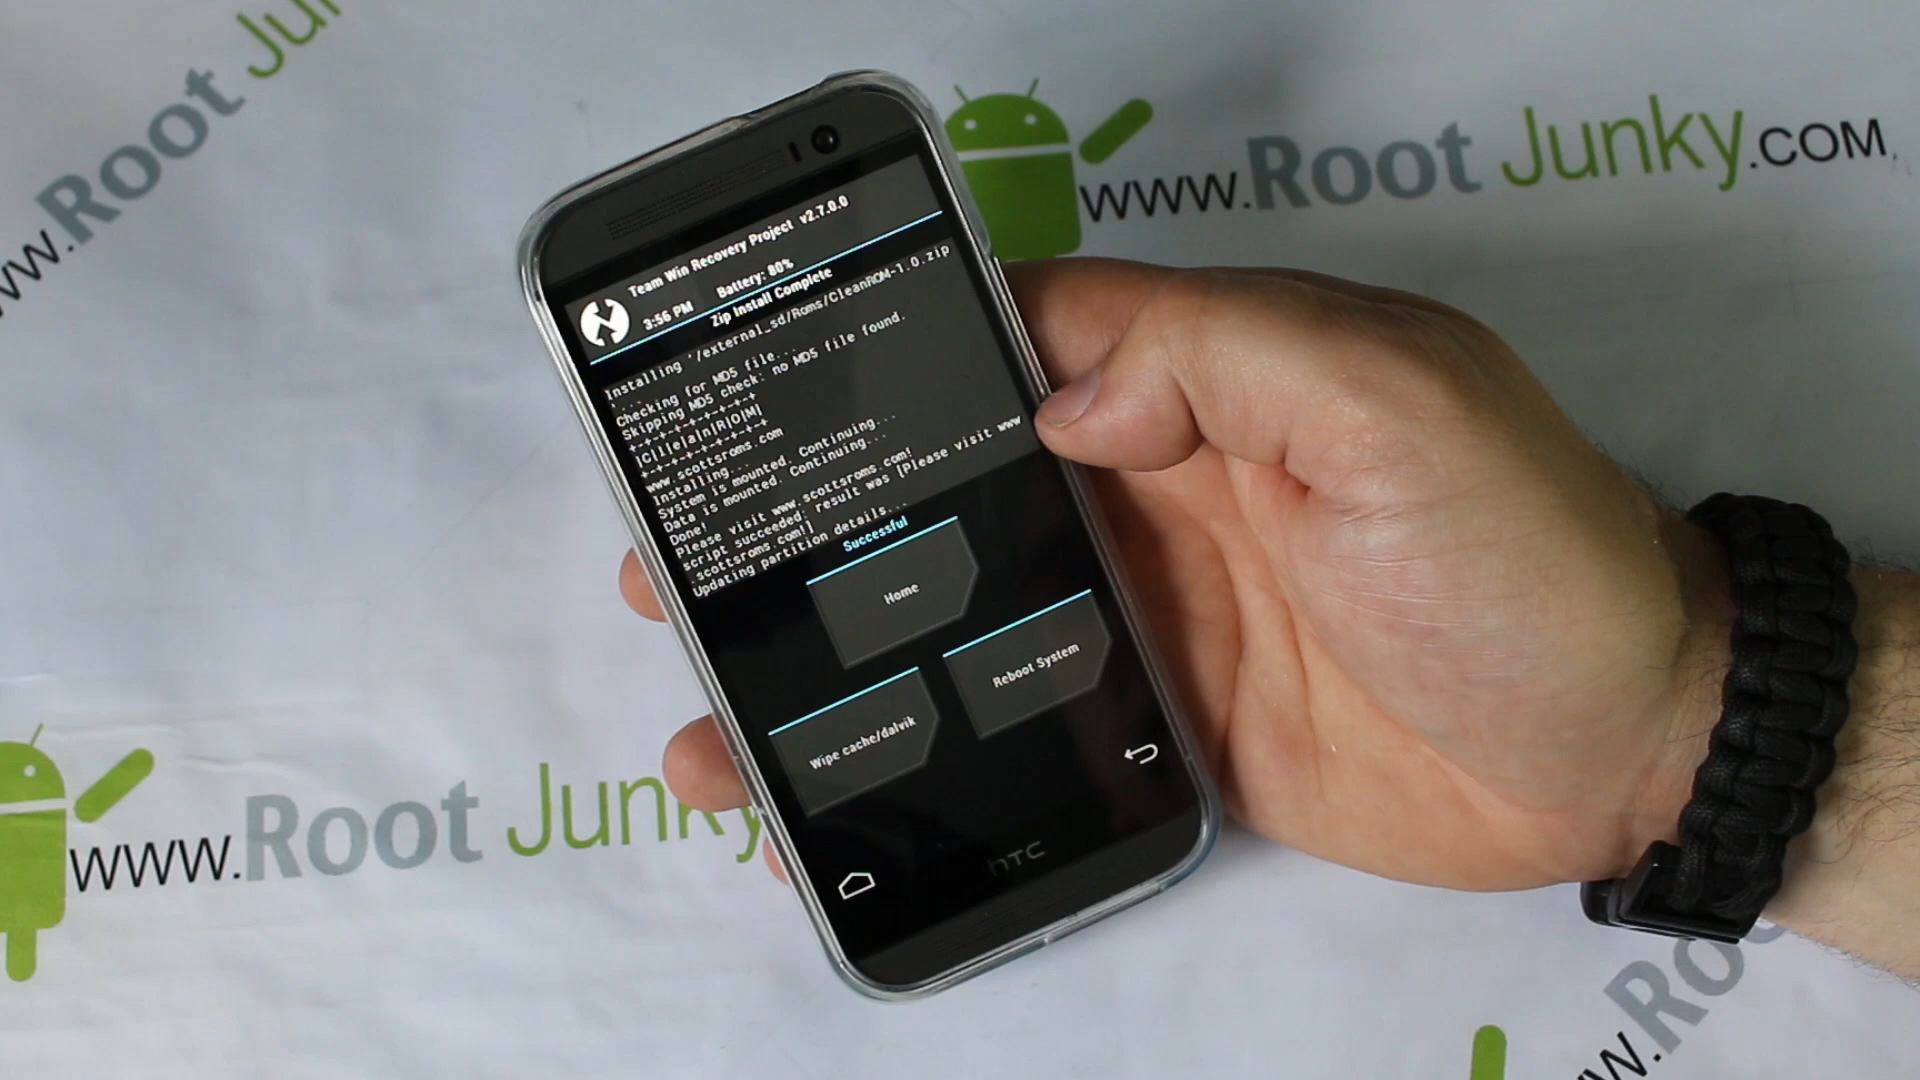 www.Root Jun
www.Root Junky.COM,
Team Win Recovery Project v2.7.0.0
3:56 PM Battery: 80%
Zip Install Complete
Installing '/external_sd/Roms/CleanROM-1.0.zip
'...
Checking for MD5 file...
Skipping MD5 check: no MD5 file found.
+-+-+-+-+-+-+-+-+
|C|l|e|a|n|R|O|M|
+-+-+-+-+-+-+-+-+
www.scottsroms.com
Installing...
System is mounted. Continuing...
Data is mounted. Continuing...
Done!
Please visit www.scottsroms.com!
script succeeded: result was [Please visit www
.scottsroms.com!]
Updating partition details...
Successful
Home
Reboot System
Wipe cache/dalvik
hTC
www.Root Junky
w.Roo